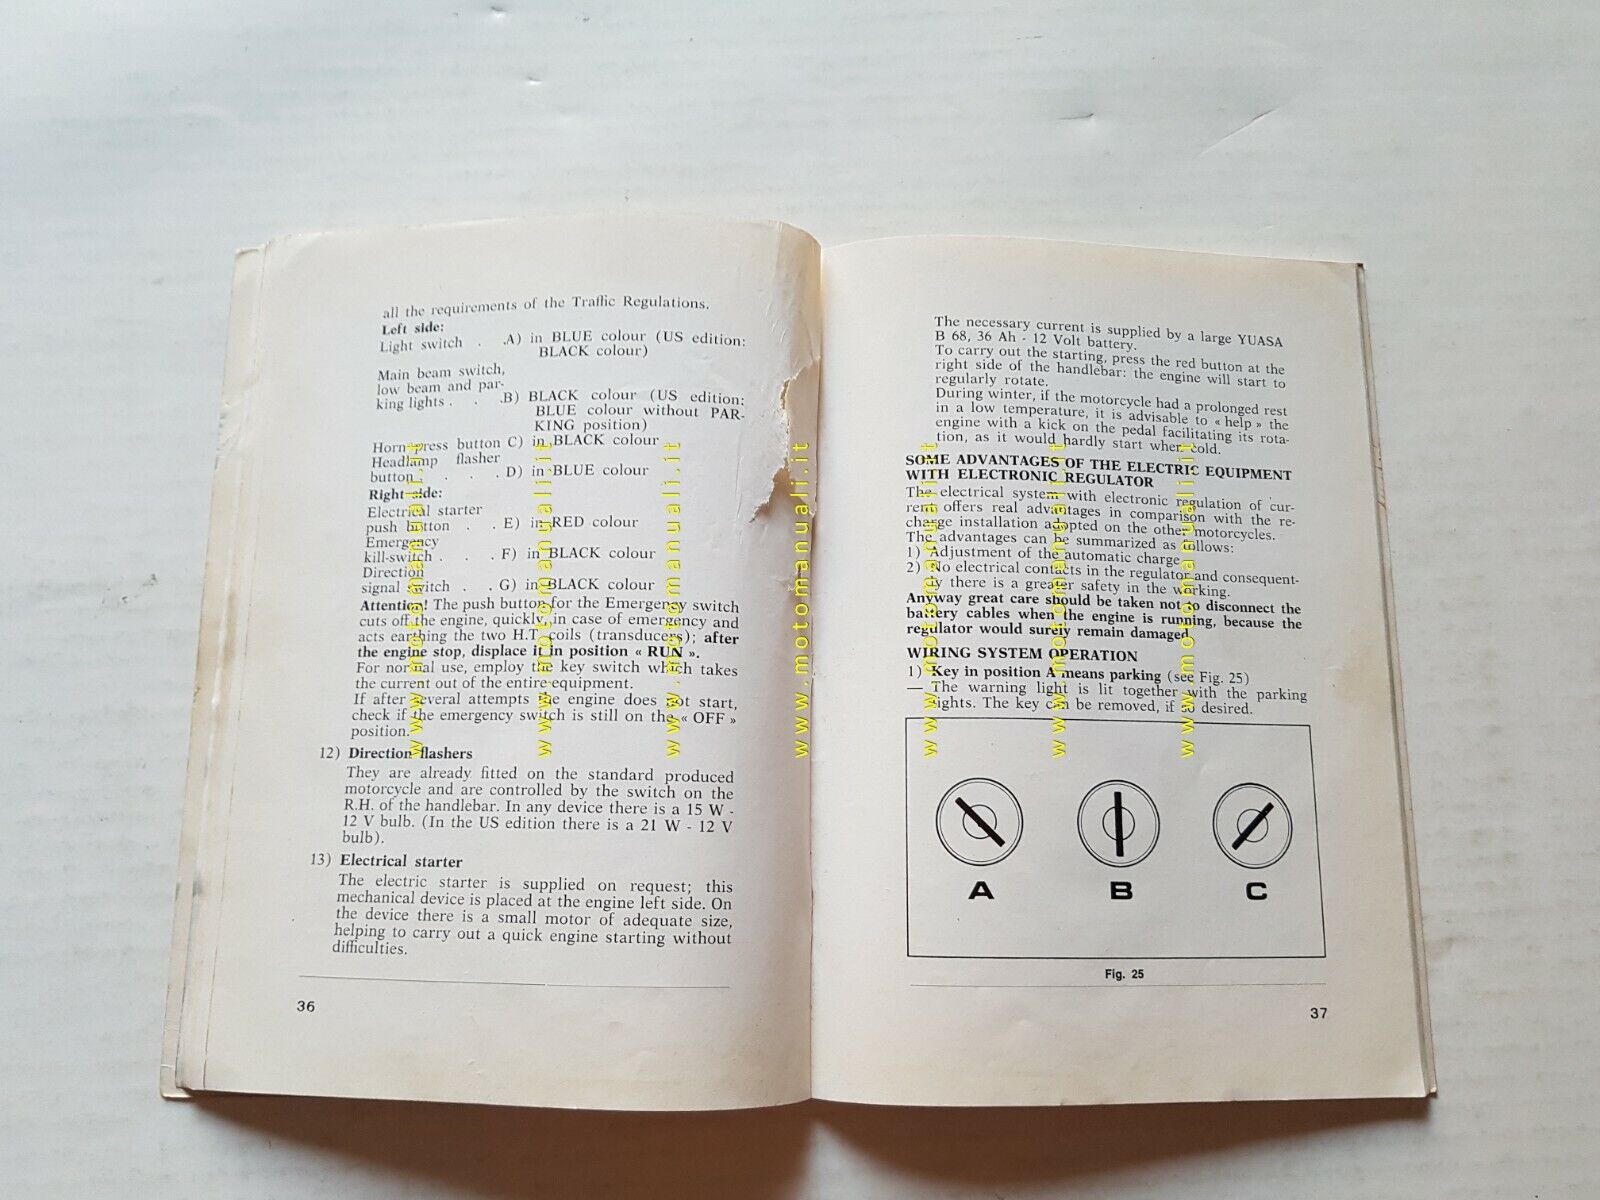 all the requirements of the Traffic Regulations.
Left side:
Light switch . .A) in BLUE colour (US edition:
BLACK colour)
Main beam switch,
low beam and par-
king lights . . .B) BLACK colour (US edition:
BLUE colour without PAR-
KING position)
Horn press button C) in BLACK colour
Headlamp flasher
button . . . . D) in BLUE colour
Right side:
Electrical starter
push button . . E) in RED colour
Emergency
kill-switch . . . F) in BLACK colour
Direction
signal switch . . G) in BLACK colour
Attention! The push button for the Emergency switch
cuts off the engine, quickly, in case of emergency and
acts earthing the two H.T. coils (transducers); after
the engine stop, displace it in position « RUN ».
For normal use, employ the key switch which takes
the current out of the entire equipment.
If after several attempts the engine does not start,
check if the emergency switch is still on the « OFF »
position.
12) Direction flashers
They are already fitted on the standard produced
motorcycle and are controlled by the switch on the
R.H. of the handlebar. In any device there is a 15 W -
12 V bulb. (In the US edition there is a 21 W - 12 V
bulb).
13) Electrical starter
The electric starter is supplied on request; this
mechanical device is placed at the engine left side. On
the device there is a small motor of adequate size,
helping to carry out a quick engine starting without
difficulties.
36
The necessary current is supplied by a large YUASA
B 68, 36 Ah - 12 Volt battery.
To carry out the starting, press the red button at the
right side of the handlebar: the engine will start to
regularly rotate.
During winter, if the motorcycle had a prolonged rest
in a low temperature, it is advisable to « help » the
engine with a kick on the pedal facilitating its rota-
tion, as it would hardly start when cold.
SOME ADVANTAGES OF THE ELECTRIC EQUIPMENT
WITH ELECTRONIC REGULATOR
The electrical system with electronic regulation of cur-
rent offers real advantages in comparison with the re-
charge installation adopted on the other motorcycles.
The advantages can be summarized as follows:
1) Adjustment of the automatic charge.
2) No electrical contacts in the regulator and consequent-
ly there is a greater safety in the working.
Anyway great care should be taken not to disconnect the
battery cables when the engine is running, because the
regulator would surely remain damaged.
WIRING SYSTEM OPERATION
1) Key in position A means parking (see Fig. 25)
— The warning light is lit together with the parking
lights. The key can be removed, if so desired.
A B C
Fig. 25
37
www.motomanuali.it
www.motomanuali.it
www.motomanuali.it
www.motomanuali.it
www.motomanuali.it
www.motomanuali.it
www.motomanuali.it